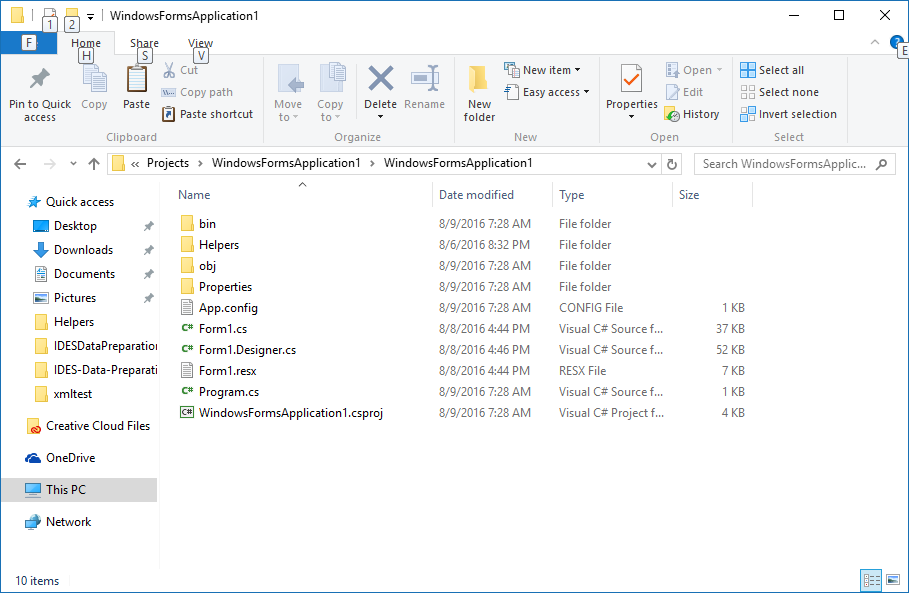 WindowsFormsApplication1
1 2
F Home Share View
H S V E
Pin to Quick access
Copy
Paste
Cut
Copy path
Paste shortcut
Clipboard
Move to
Copy to
Delete
Rename
Organize
New folder
New item
Easy access
New
Properties
Open
Edit
History
Open
Select all
Select none
Invert selection
Select
« Projects > WindowsFormsApplication1 > WindowsFormsApplication1
Search WindowsFormsApplic...
Quick access
Desktop
Downloads
Documents
Pictures
Helpers
IDESDataPreparation
IDES-Data-Preparati
xmltest
Creative Cloud Files
OneDrive
This PC
Network
Name Date modified Type Size
bin 8/9/2016 7:28 AM File folder
Helpers 8/6/2016 8:32 PM File folder
obj 8/9/2016 7:28 AM File folder
Properties 8/9/2016 7:28 AM File folder
App.config 8/9/2016 7:28 AM CONFIG File 1 KB
C# Form1.cs 8/8/2016 4:44 PM Visual C# Source f... 37 KB
C# Form1.Designer.cs 8/8/2016 4:46 PM Visual C# Source f... 52 KB
Form1.resx 8/8/2016 4:44 PM RESX File 7 KB
C# Program.cs 8/9/2016 7:28 AM Visual C# Source f... 1 KB
C# WindowsFormsApplication1.csproj 8/9/2016 7:28 AM Visual C# Project f... 4 KB
10 items